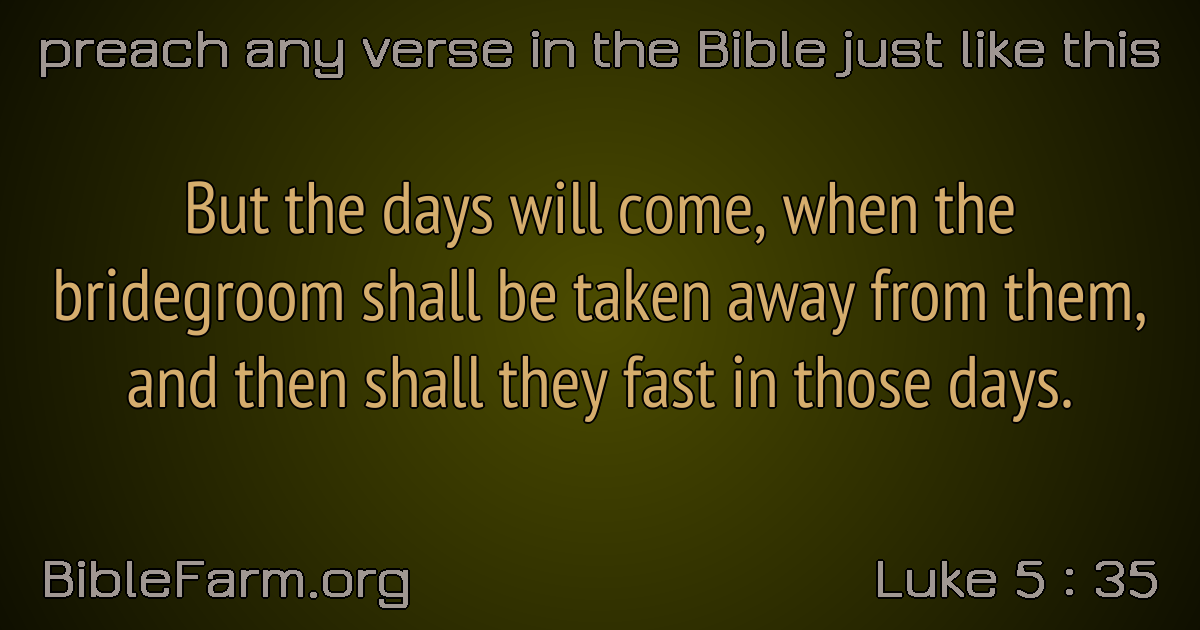 preach any verse in the Bible just like this
But the days will come, when the
bridegroom shall be taken away from them,
and then shall they fast in those days.
BibleFarm.org
Luke 5 : 35